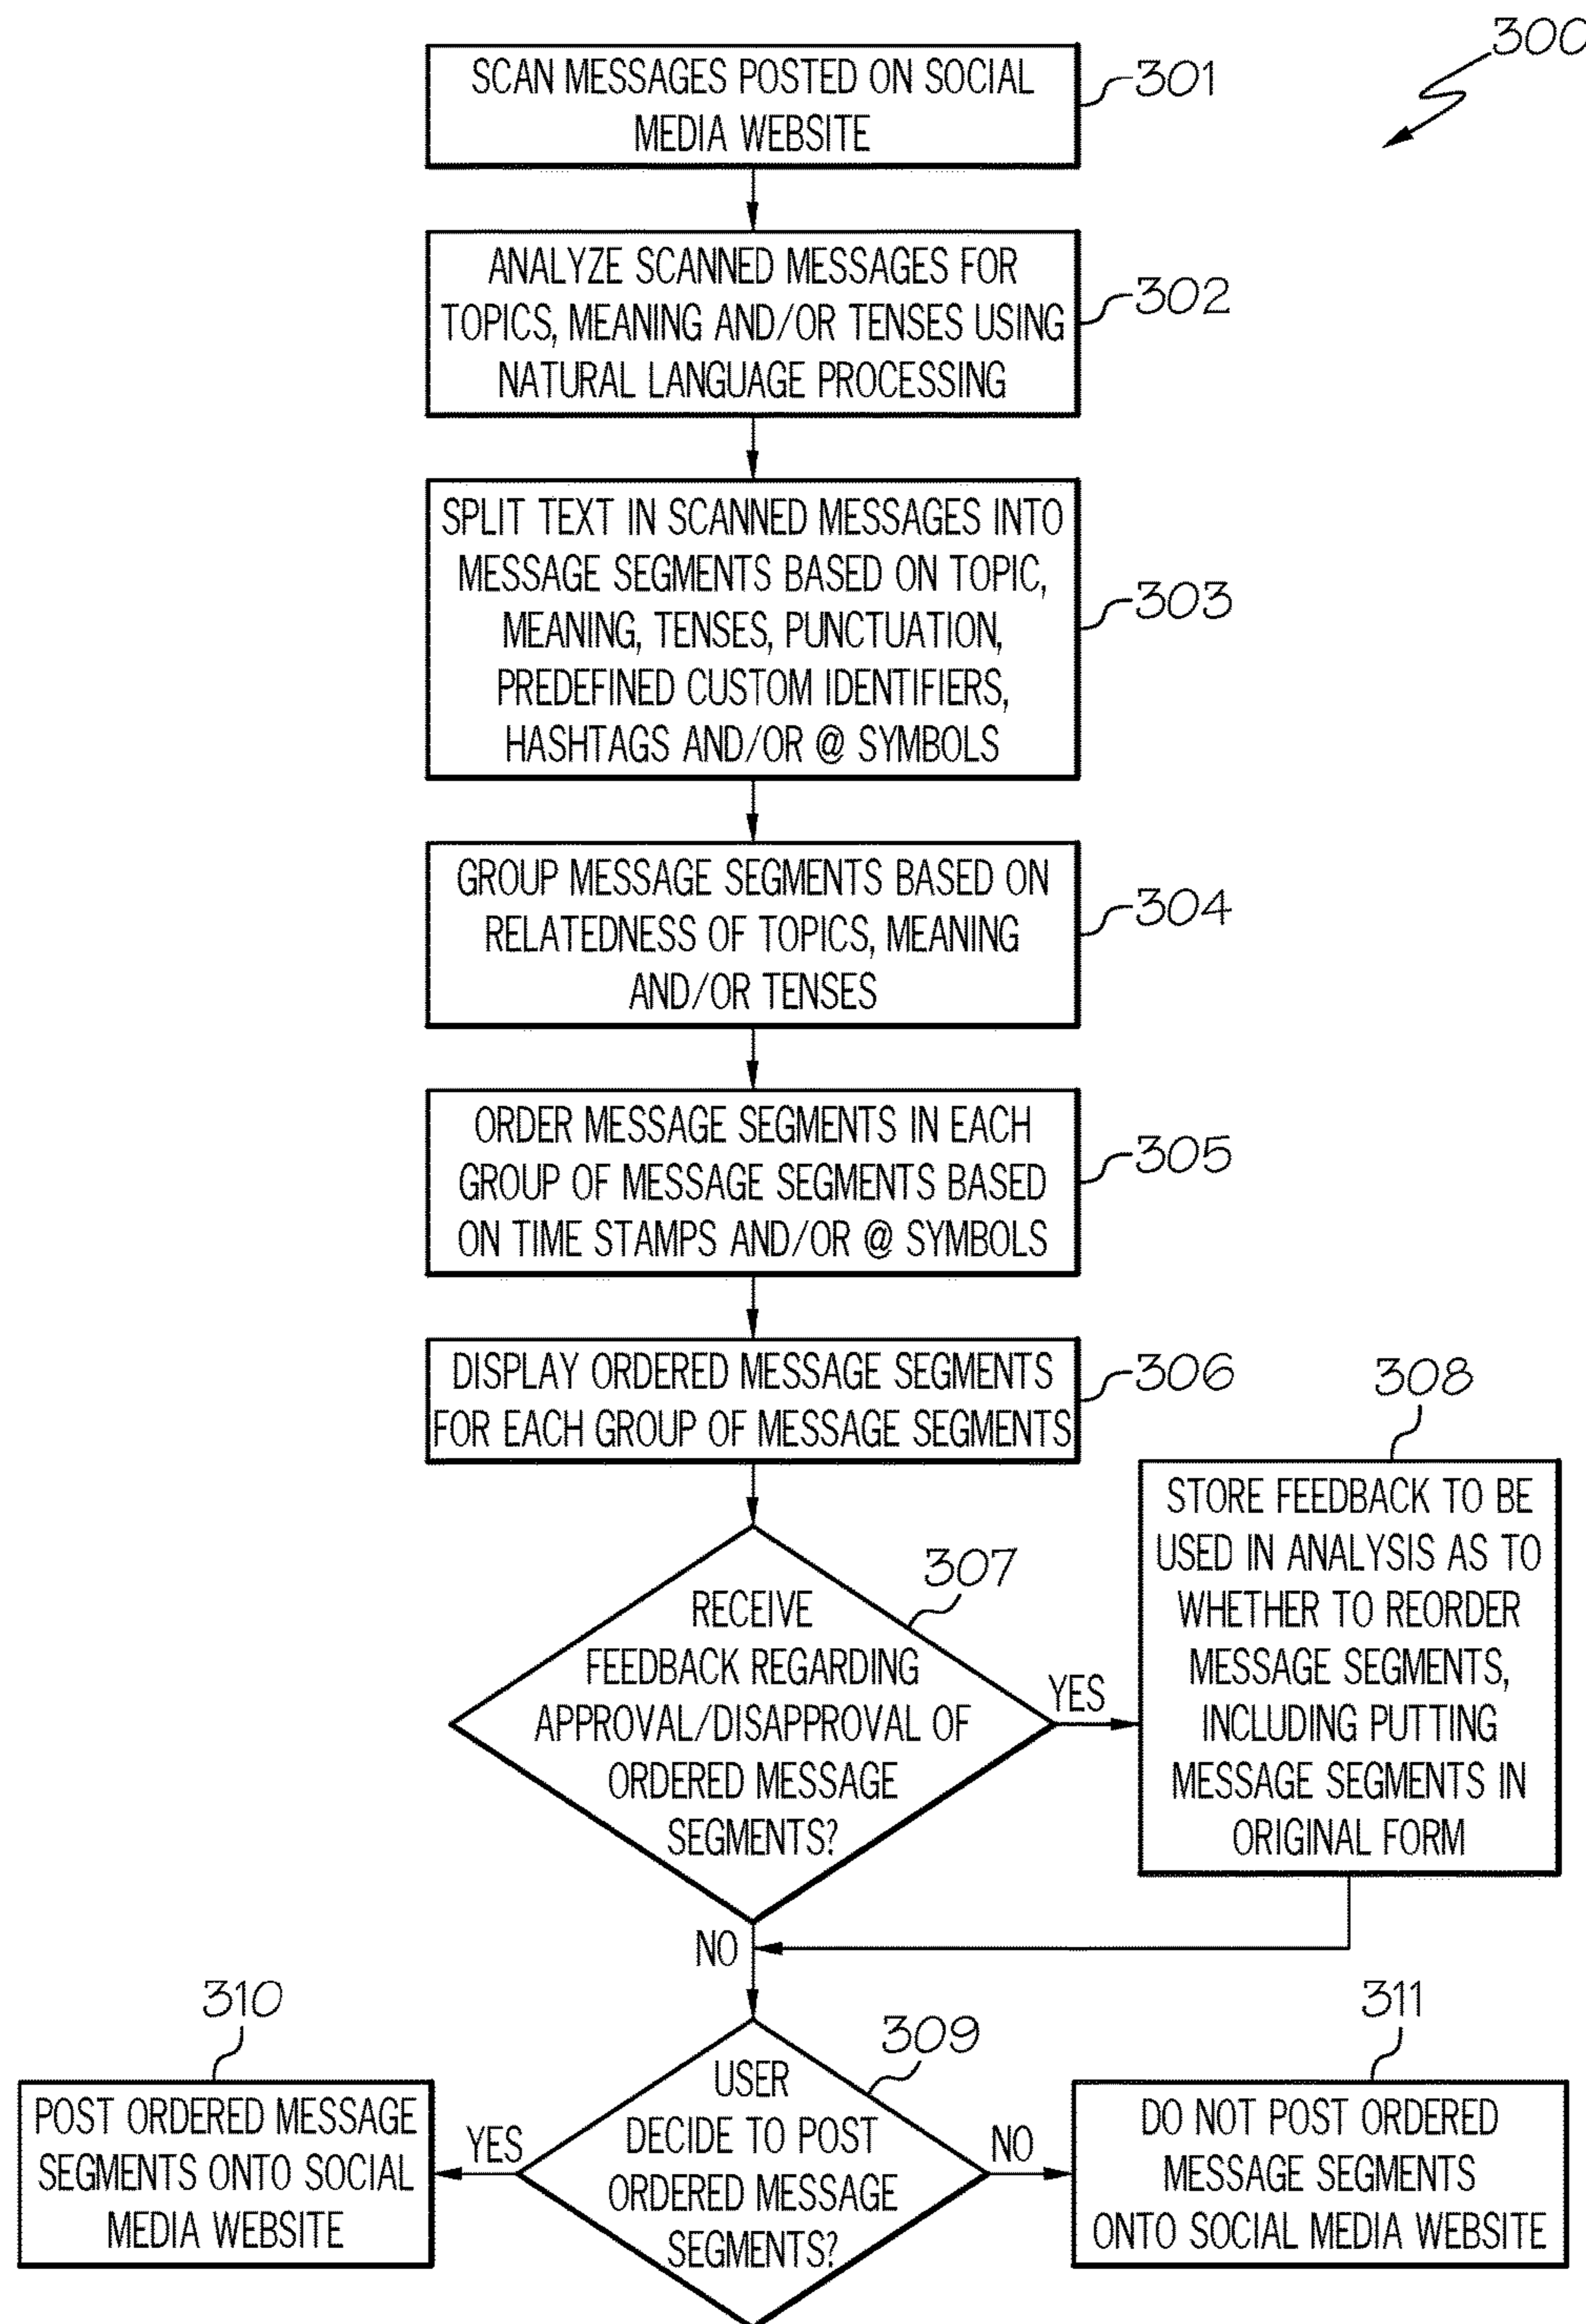 300
SCAN MESSAGES POSTED ON SOCIAL
MEDIA WEBSITE
301
ANALYZE SCANNED MESSAGES FOR
TOPICS, MEANING AND/OR TENSES USING
NATURAL LANGUAGE PROCESSING
302
SPLIT TEXT IN SCANNED MESSAGES INTO
MESSAGE SEGMENTS BASED ON TOPIC,
MEANING, TENSES, PUNCTUATION,
PREDEFINED CUSTOM IDENTIFIERS,
HASHTAGS AND/OR @ SYMBOLS
303
GROUP MESSAGE SEGMENTS BASED ON
RELATEDNESS OF TOPICS, MEANING
AND/OR TENSES
304
ORDER MESSAGE SEGMENTS IN EACH
GROUP OF MESSAGE SEGMENTS BASED
ON TIME STAMPS AND/OR @ SYMBOLS
305
DISPLAY ORDERED MESSAGE SEGMENTS
FOR EACH GROUP OF MESSAGE SEGMENTS
306
RECEIVE
FEEDBACK REGARDING
APPROVAL/DISAPPROVAL OF
ORDERED MESSAGE
SEGMENTS?
307
YES
308
STORE FEEDBACK TO BE
USED IN ANALYSIS AS TO
WHETHER TO REORDER
MESSAGE SEGMENTS,
INCLUDING PUTTING
MESSAGE SEGMENTS IN
ORIGINAL FORM
NO
USER
DECIDE TO POST
ORDERED MESSAGE
SEGMENTS?
309
YES
310
POST ORDERED MESSAGE
SEGMENTS ONTO SOCIAL
MEDIA WEBSITE
NO
311
DO NOT POST ORDERED
MESSAGE SEGMENTS
ONTO SOCIAL MEDIA WEBSITE